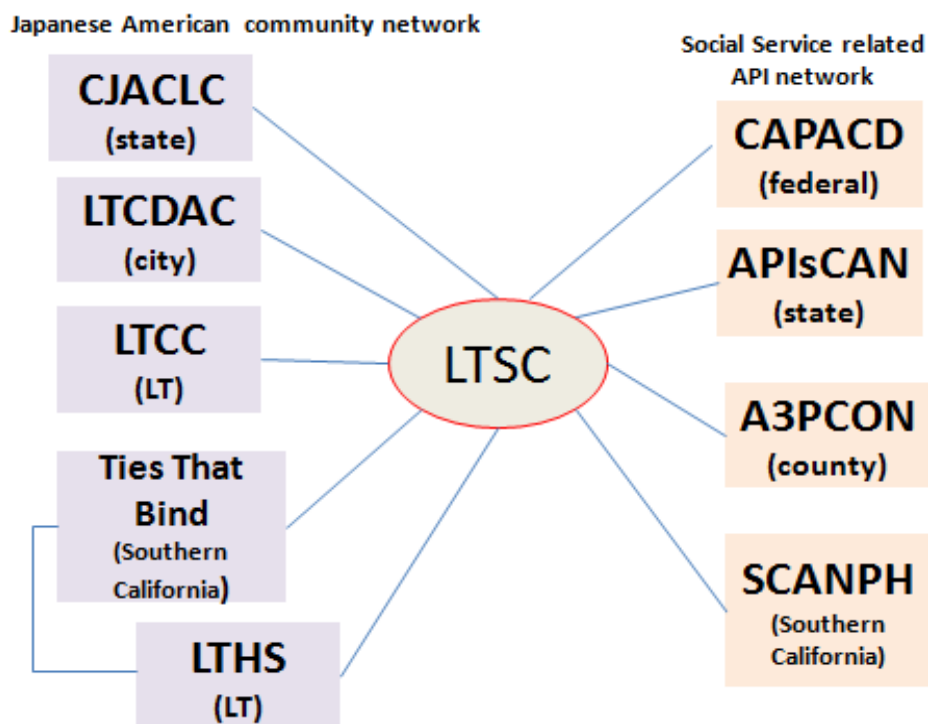 Japanese American community network
CJACLC
(state)
LTCDAC
(city)
LTCC
(LT)
Ties That
Bind
(Southern
California)
LTHS
(LT)
LTSC
Social Service related
API network
CAPACD
(federal)
APIsCAN
(state)
A3PCON
(county)
SCANPH
(Southern
California)